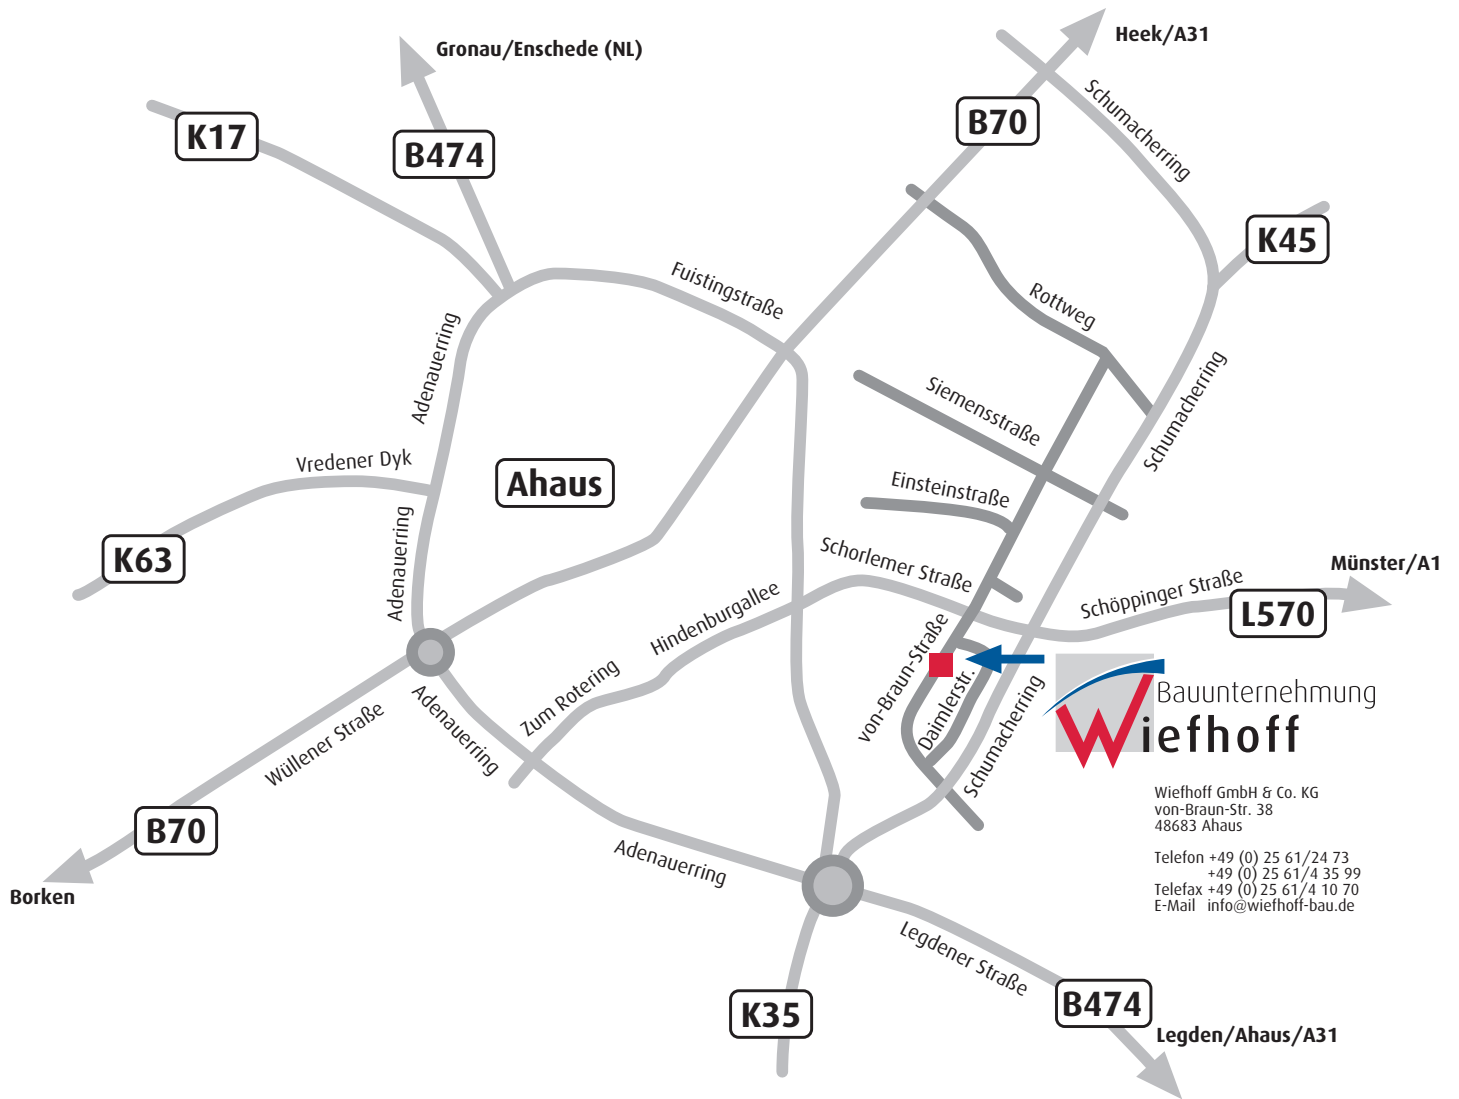 Gronau/Enschede (NL)
Heek/A31
K17
B474
B70
Schumacherring
K45
Fuistingstraße
Rottweg
Adenauerring
Siemensstraße
Schumacherring
Vredener Dyk
Ahaus
Einsteinstraße
K63
Adenauerring
Schorlemer Straße
Münster/A1
Schöppinger Straße
L570
Hindenburgallee
von-Braun-Straße
Zum Rotering
Daimlerstr.
Schumacherring
Adenauerring
Wüllener Straße
Bauunternehmung
Wiefhoff
Wiefhoff GmbH & Co. KG
von-Braun-Str. 38
48683 Ahaus
Telefon +49 (0) 25 61/24 73
+49 (0) 25 61/4 35 99
Telefax +49 (0) 25 61/4 10 70
E-Mail info@wiefhoff-bau.de
B70
Borken
Adenauerring
Legdener Straße
K35
B474
Legden/Ahaus/A31